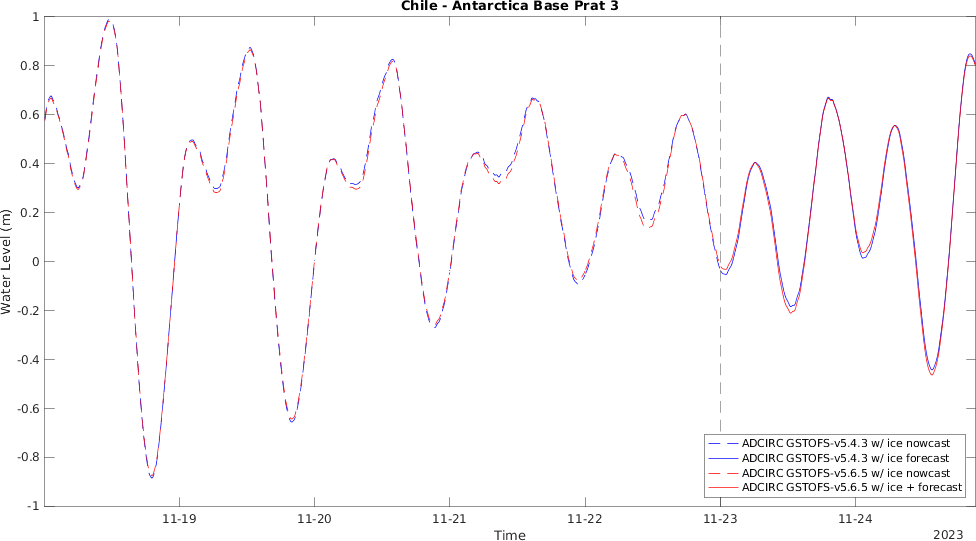 Chile - Antarctica Base Prat 3
1
0.8
0.6
0.4
0.2
0
-0.2
-0.4
-0.6
-0.8
-1
Water Level (m)
ADCIRC GSTOFS-v5.4.3 w/ ice nowcast
ADCIRC GSTOFS-v5.4.3 w/ ice forecast
ADCIRC GSTOFS-v5.6.5 w/ ice nowcast
ADCIRC GSTOFS-v5.6.5 w/ ice + forecast
11-19
11-20
11-21
11-22
11-23
11-24
Time
2023